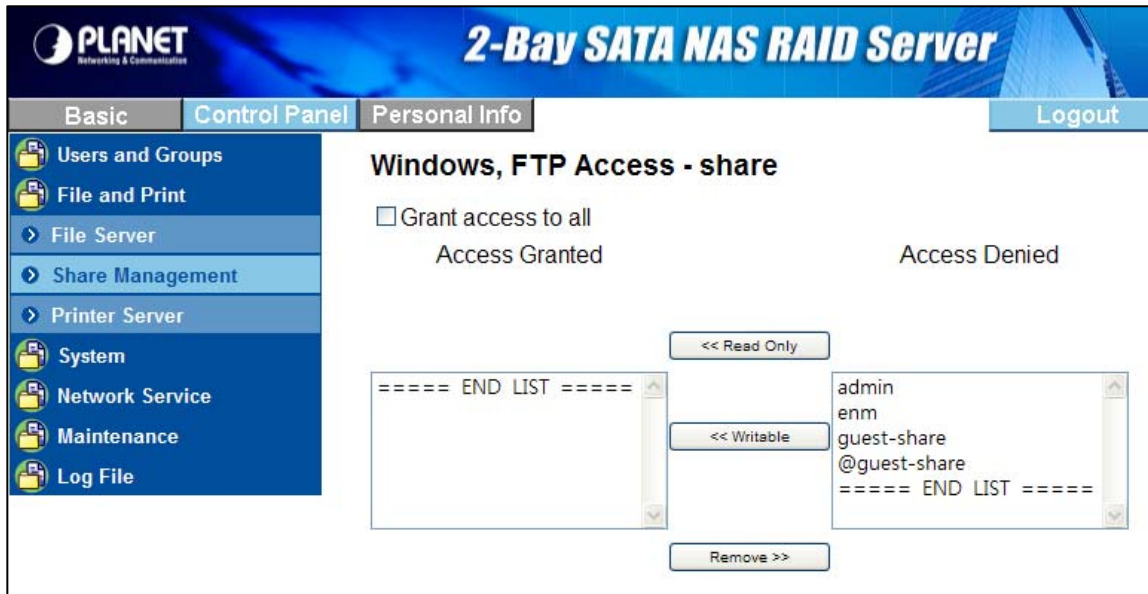 PLANET
Networking & Communication
2-Bay SATA NAS RAID Server
Basic Control Panel Personal Info Logout
Users and Groups
File and Print
File Server
Share Management
Printer Server
System
Network Service
Maintenance
Log File
Windows, FTP Access - share
Grant access to all
Access Granted Access Denied
<< Read Only
===== END LIST =====
<< Writable
admin
enm
guest-share
@guest-share
===== END LIST =====
Remove >>